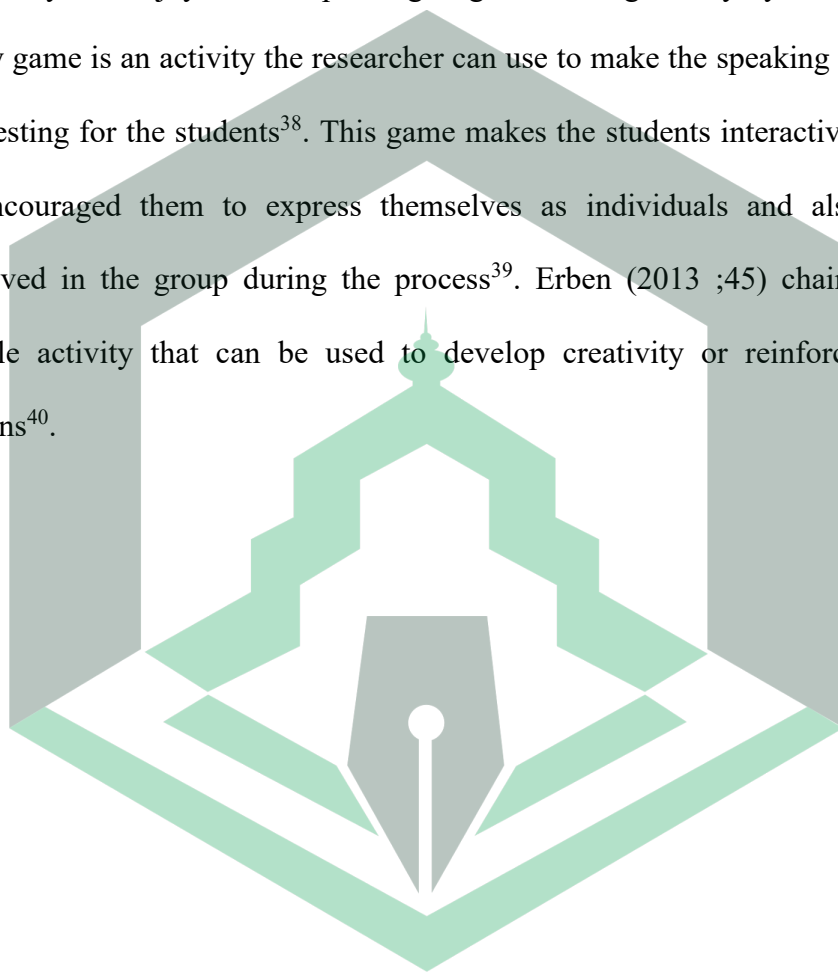 game is an activity the researcher can use to make the speaking
esting for the students³⁸. This game makes the students interactiv
ncouraged them to express themselves as individuals and als
ved in the group during the process³⁹. Erben (2013 ;45) chain
le activity that can be used to develop creativity or reinforc
ns⁴⁰.